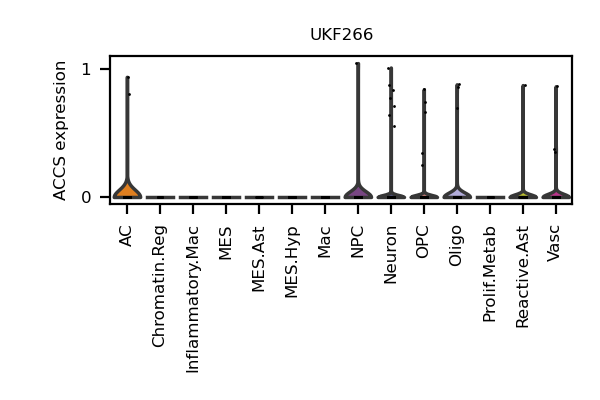 UKF266
ACCS expression
1
0
AC
Chromatin.Reg
Inflammatory.Mac
MES
MES.Ast
MES.Hyp
Mac
NPC
Neuron
OPC
Oligo
Prolif.Metab
Reactive.Ast
Vasc